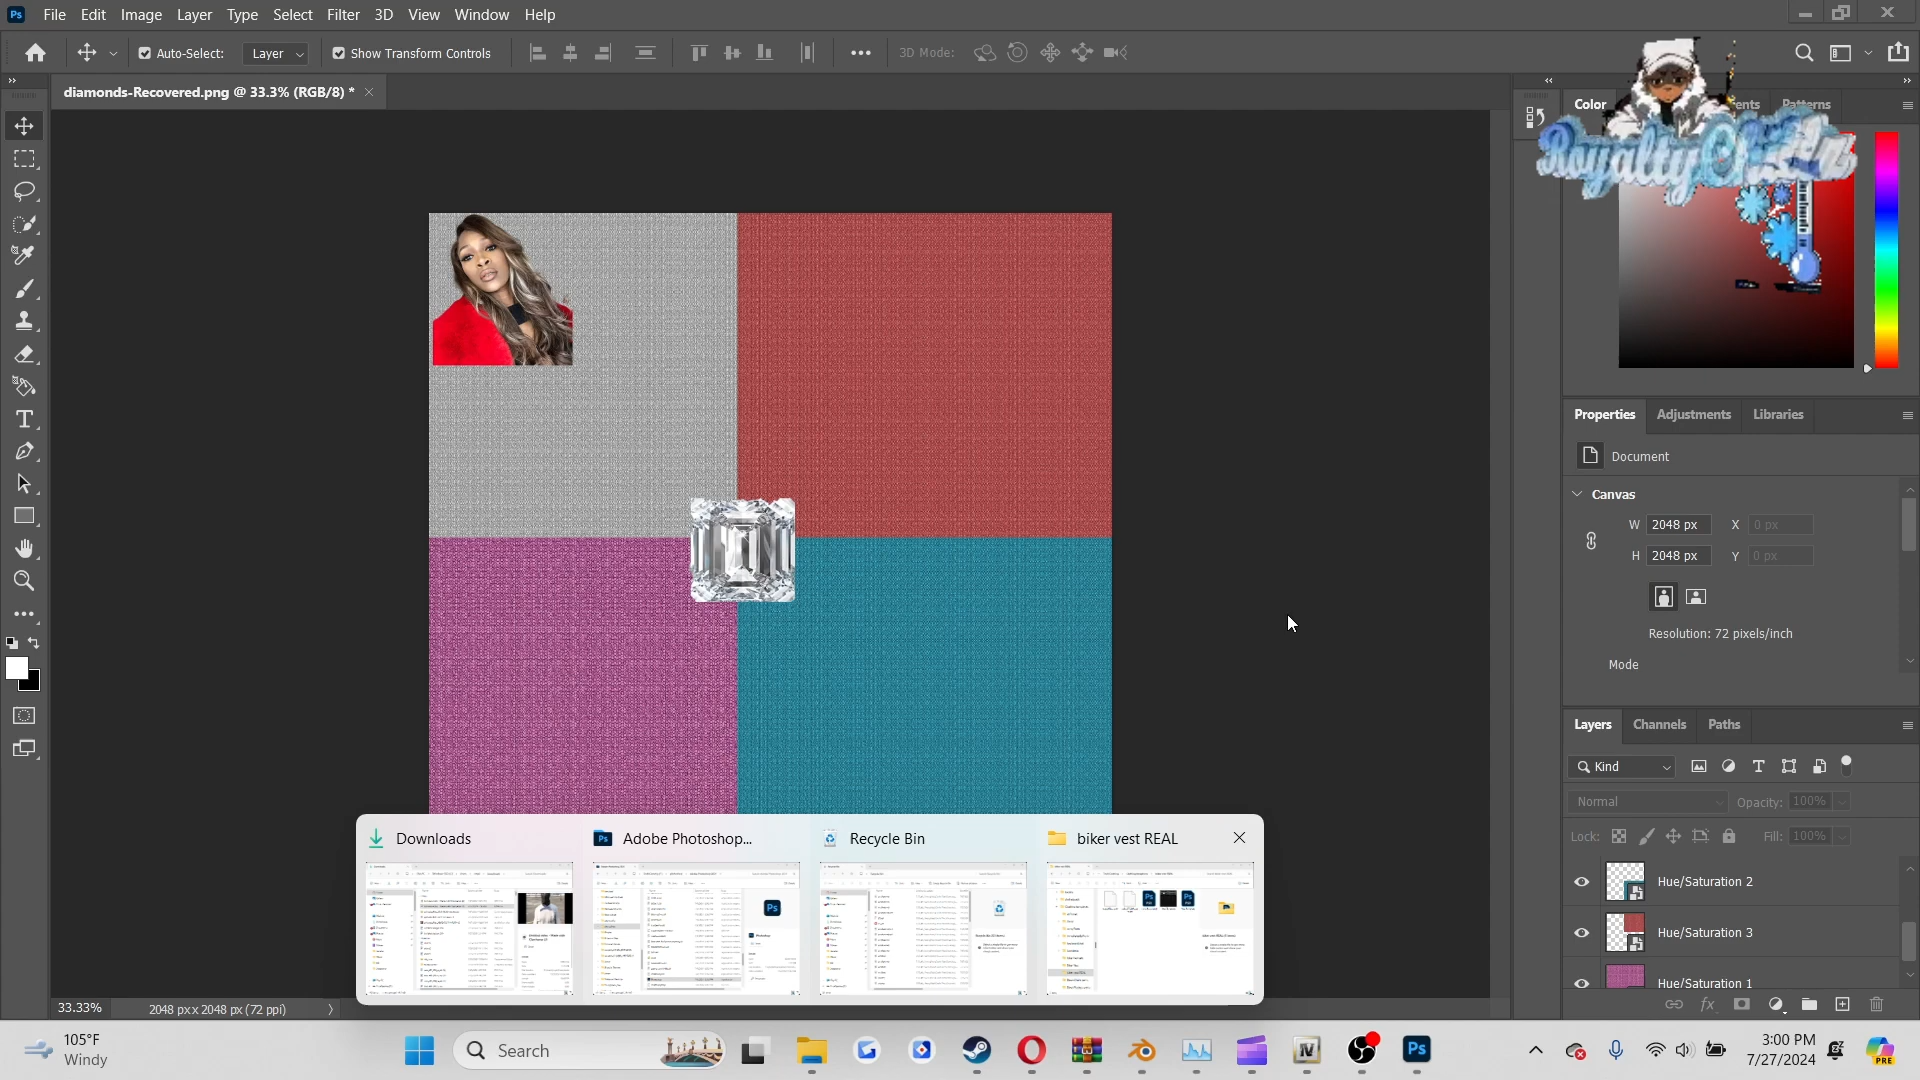 File Edit Image Layer Type Select Filter 3D View Window Help
Auto-Select: Layer Show Transform Controls 3D Mode:
diamonds-Recovered.png @ 33.3% (RGB/8) *
Color Patterns
Properties Adjustments Libraries
Document
Canvas
W 2048 px X 0 px
H 2048 px Y 0 px
Resolution: 72 pixels/inch
Mode
Layers Channels Paths
Kind
Normal Opacity: 100%
Lock: Fill: 100%
Hue/Saturation 2
Hue/Saturation 3
Hue/Saturation 1
Downloads Adobe Photoshop... Recycle Bin biker vest REAL
33.33% 2048 px x 2048 px (72 ppi)
105°F
Windy
Search
3:00 PM
7/27/2024